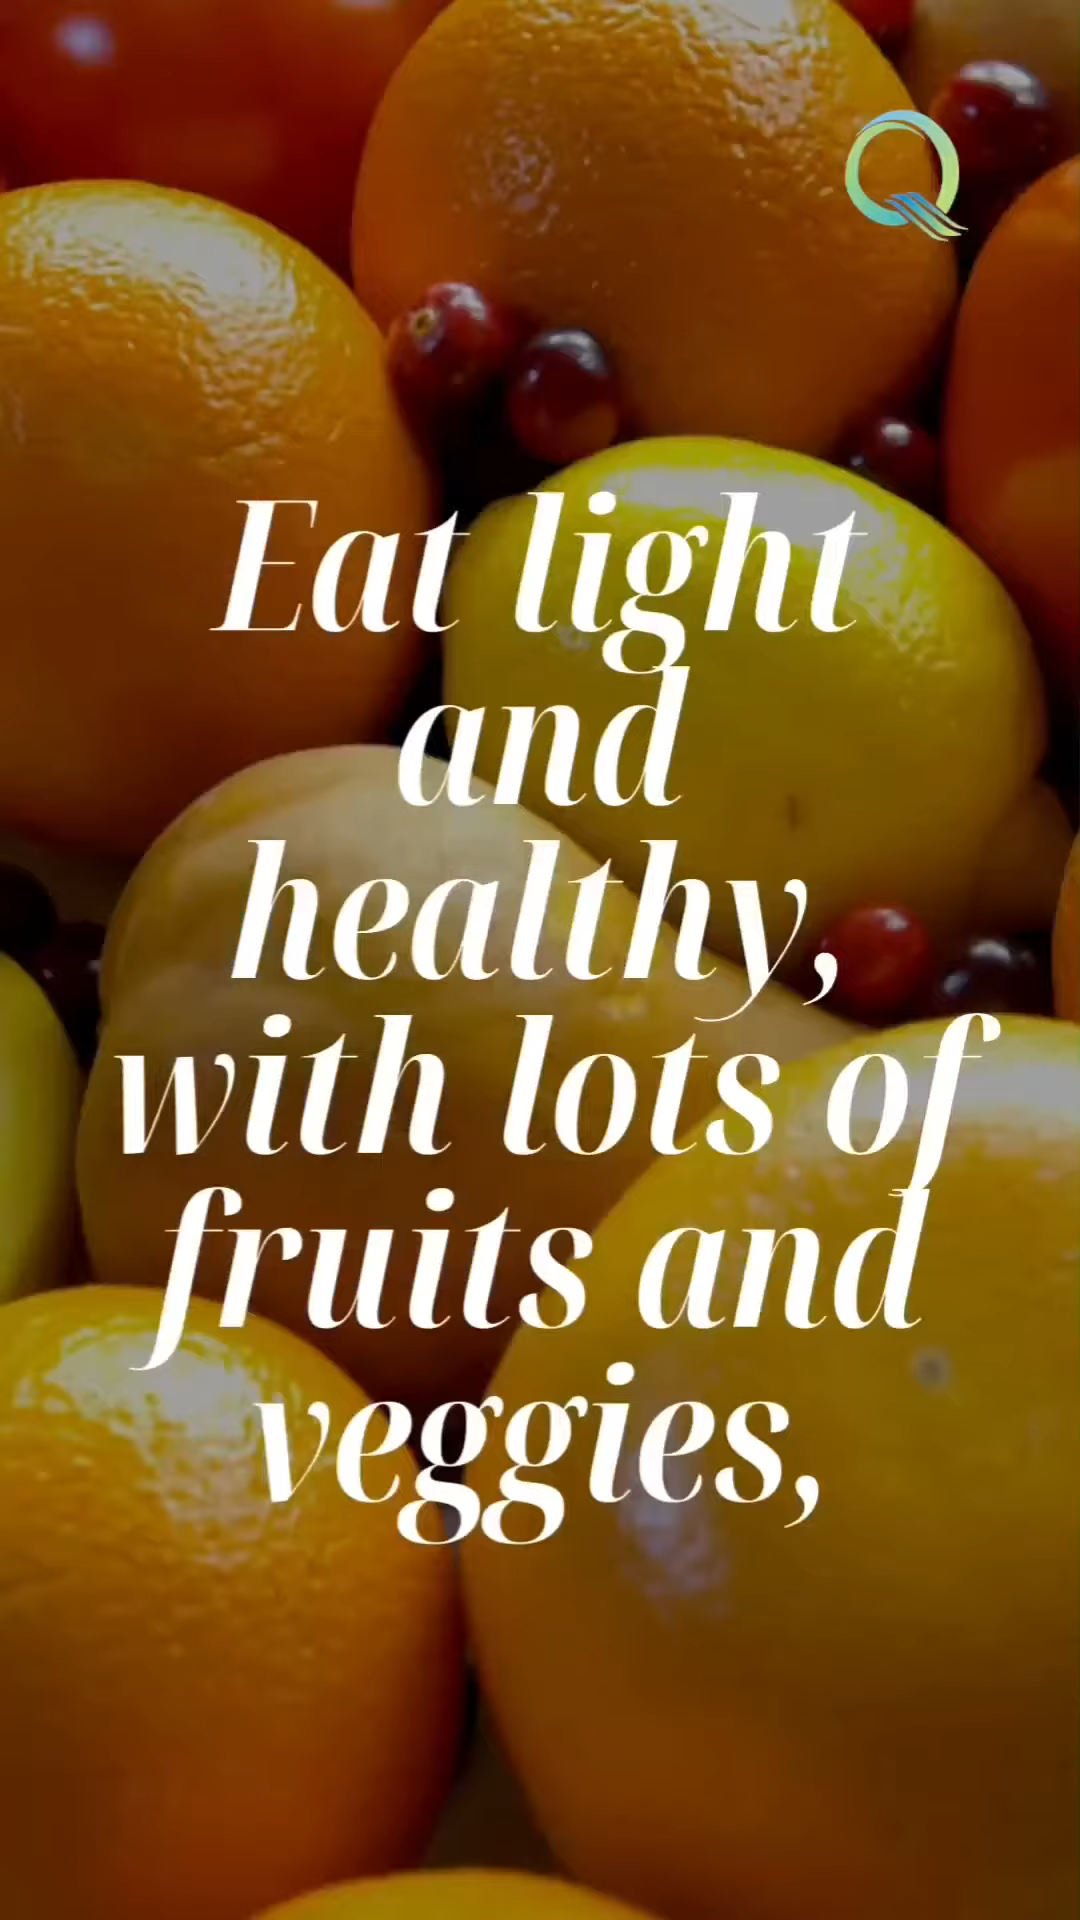 Eat light
and
healthy,
with lots of
fruits and
veggies,